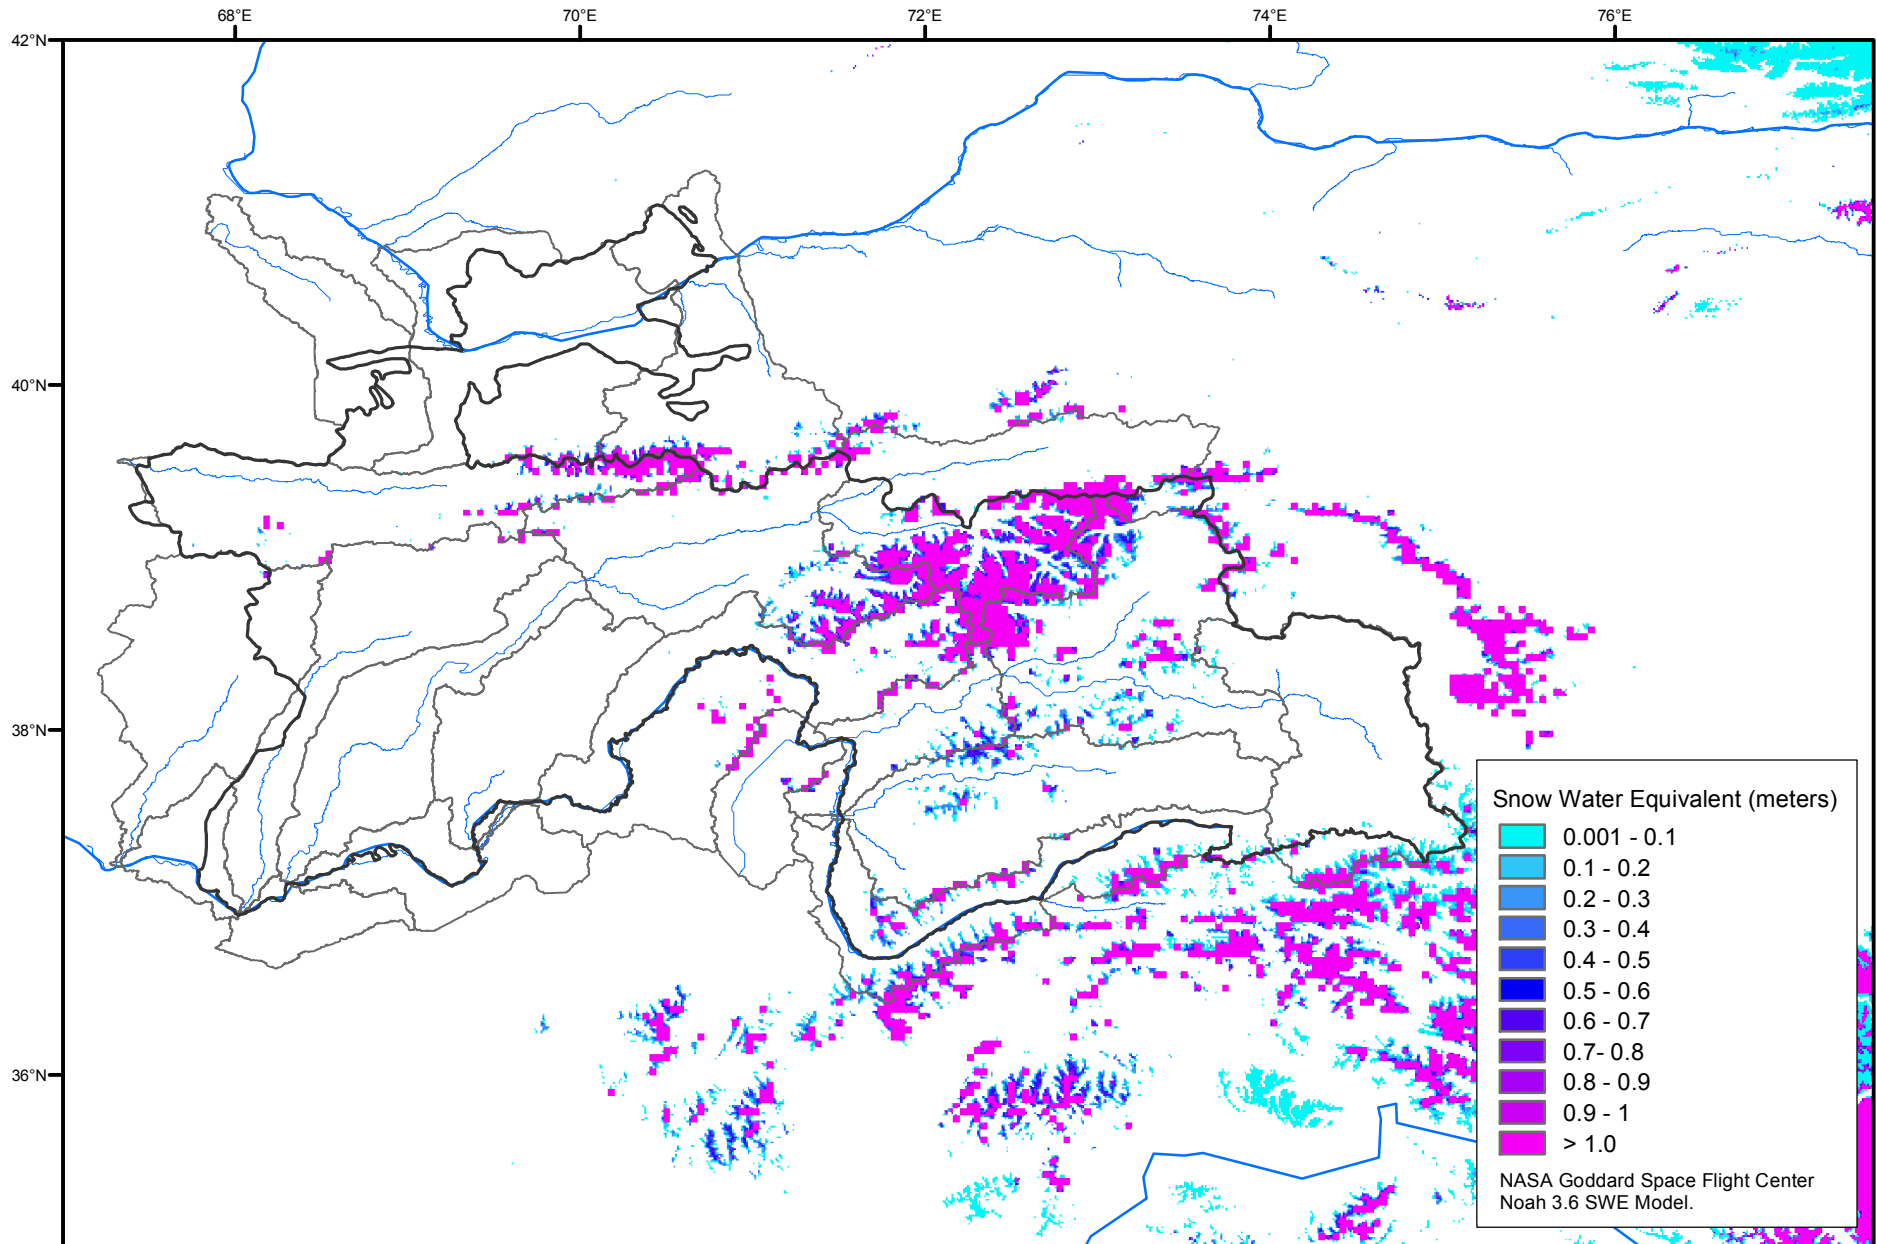 68°E 70°E 72°E 74°E 76°E
42°N
40°N
38°N
36°N
Snow Water Equivalent (meters)
0.001 - 0.1
0.1 - 0.2
0.2 - 0.3
0.3 - 0.4
0.4 - 0.5
0.5 - 0.6
0.6 - 0.7
0.7- 0.8
0.8 - 0.9
0.9 - 1
> 1.0
NASA Goddard Space Flight Center
Noah 3.6 SWE Model.